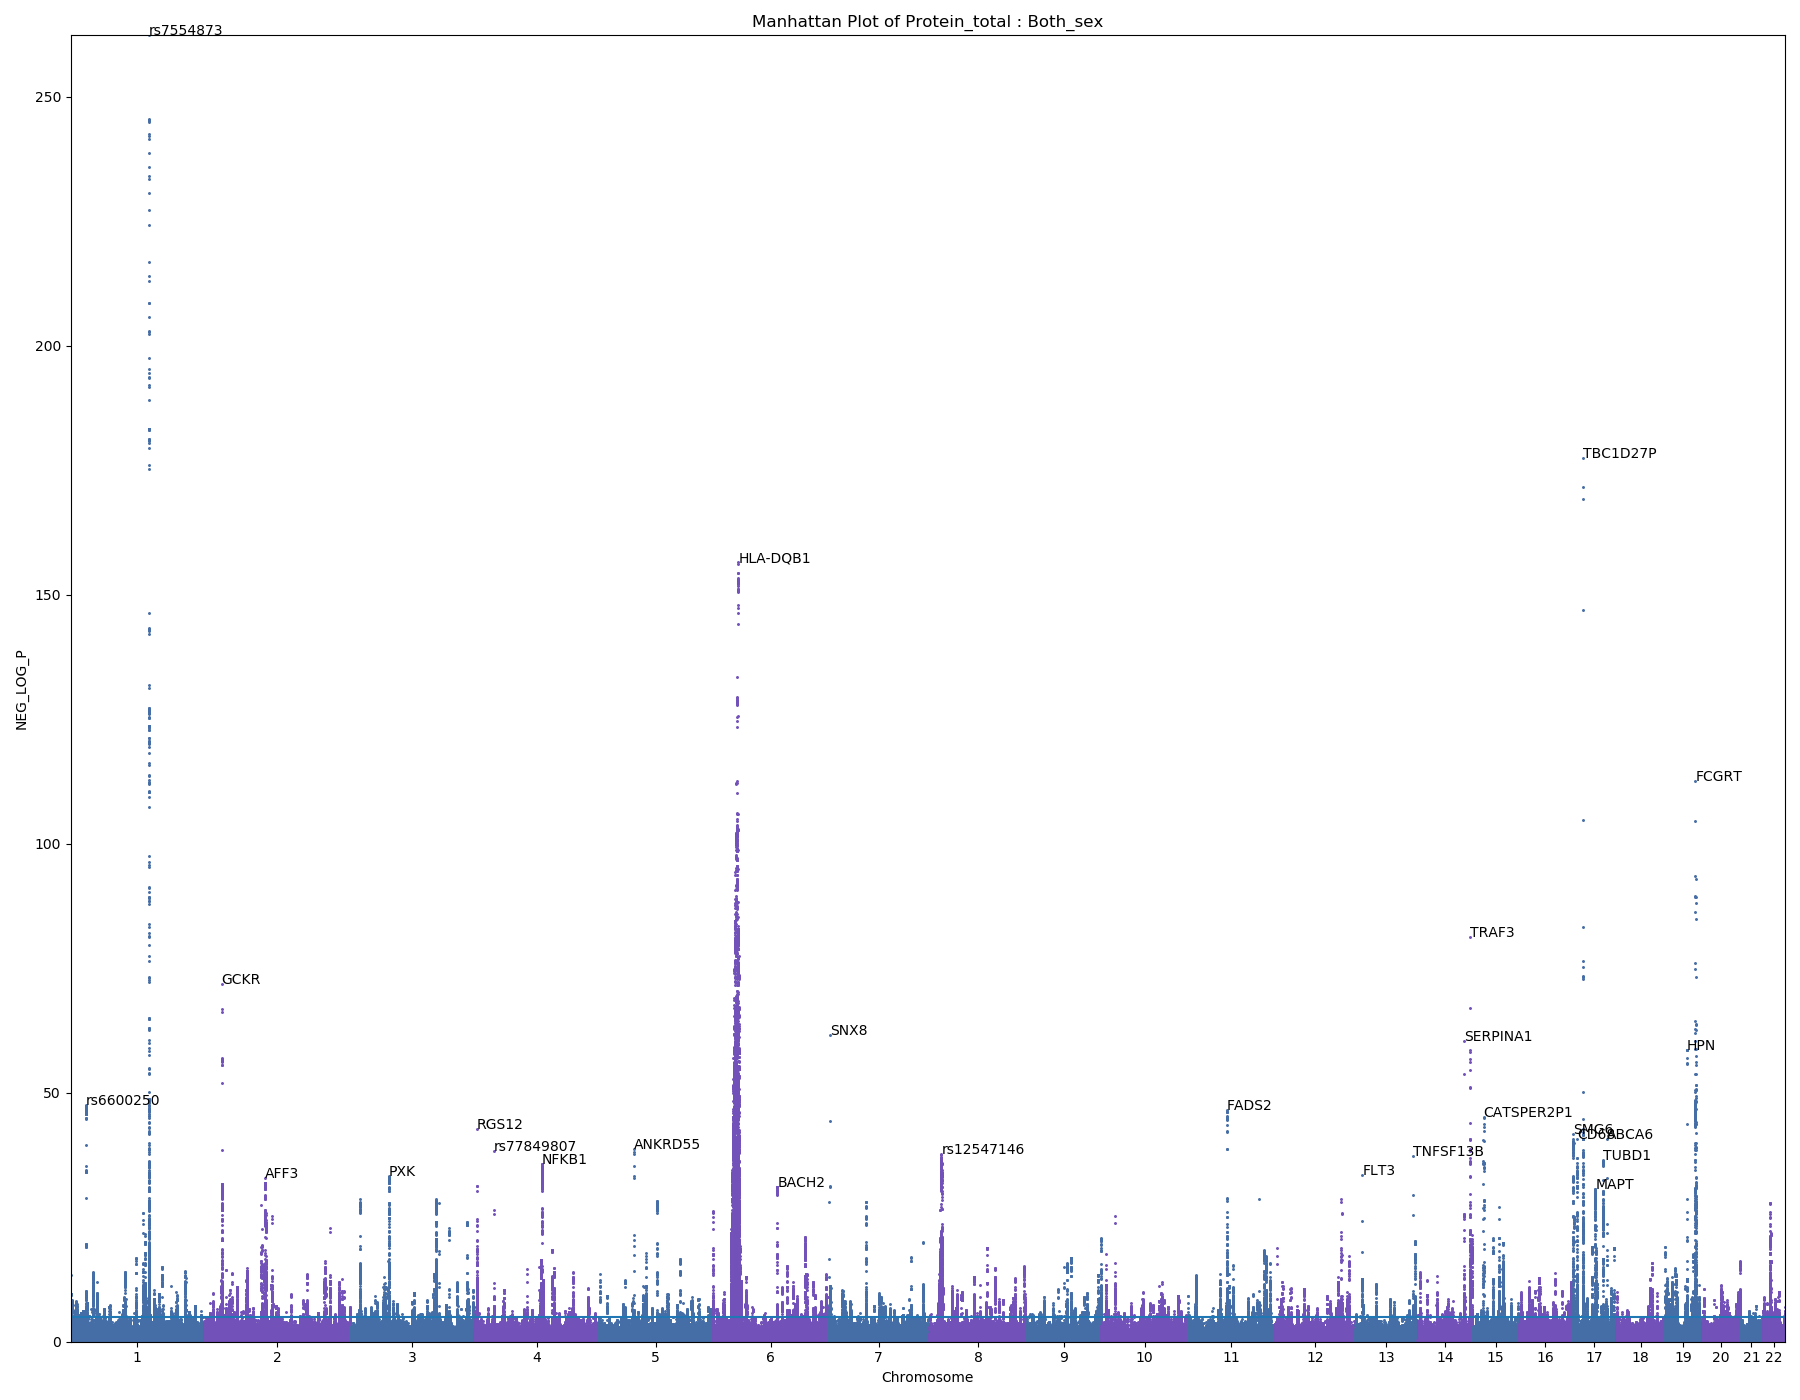 Manhattan Plot of Protein_total : Both_sex
rs7554873
250
200
TBC1D27P
HLA-DQB1
150
NEG_LOG_P
FCGRT
100
TRAF3
GCKR
SNX8
SERPINA1
HPN
50
rs6600250
FADS2
CATSPER2P1
RGS12
SMG6
CD68
ABCA6
rs77849807
ANKRD55
rs12547146
TNFSF13B
TUBD1
NFKB1
AFF3
PXK
FLT3
BACH2
MAPT
0
1 2 3 4 5 6 7 8 9 10 11 12 13 14 15 16 17 18 19 20 21 22
Chromosome